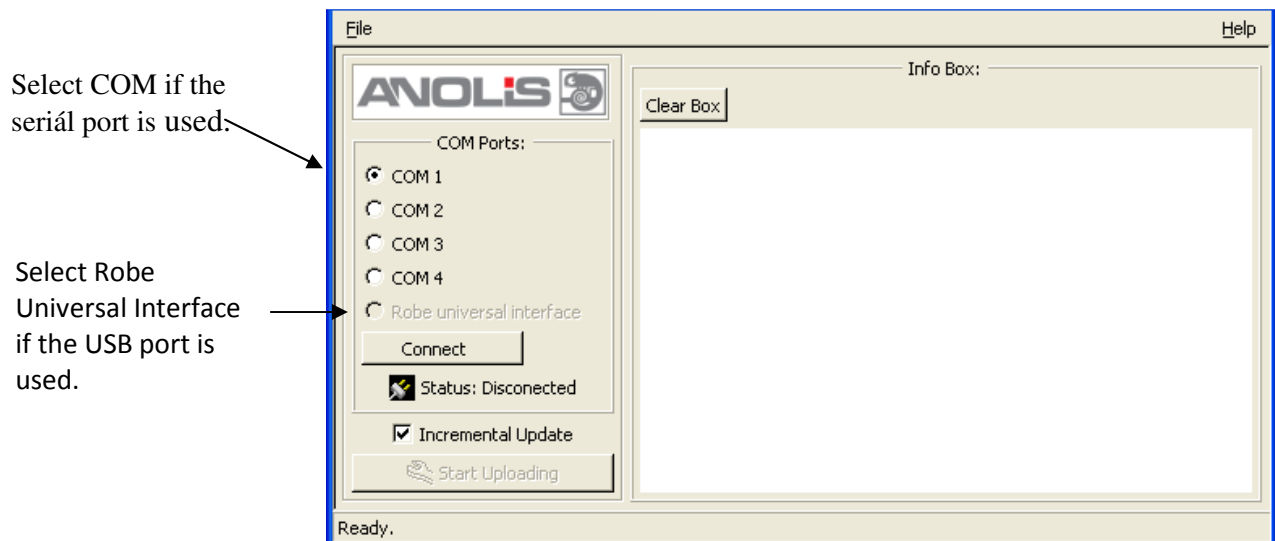 File Help
Select COM if the
seriál port is used.
ANOLiS
COM Ports:
COM 1
COM 2
COM 3
COM 4
Robe universal interface
Connect
Status: Disconected
Incremental Update
Start Uploading
Select Robe
Universal Interface
if the USB port is
used.
Info Box:
Clear Box
Ready.